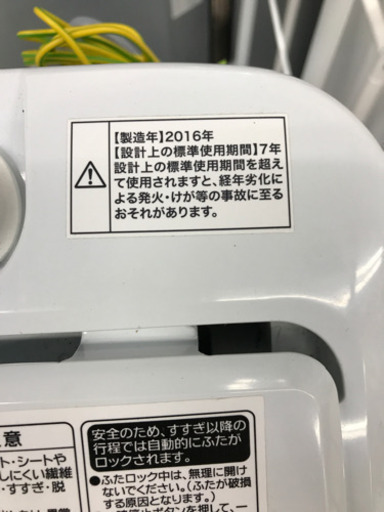 【製造年】2016年
【設計上の標準使用期間】7年
設計上の標準使用期間を超え
て使用されますと、経年劣化に
よる発火・けが等の事故に至る
おそれがあります。
意
ト・シートや
しにくい繊維
・すすぎ・脱
安全のため、すすぎ以降の
行程では自動的にふたが
ロックされます。
●ふたロック中は、無理に開け
ないでください。(ふたが破損
する原因となります。)